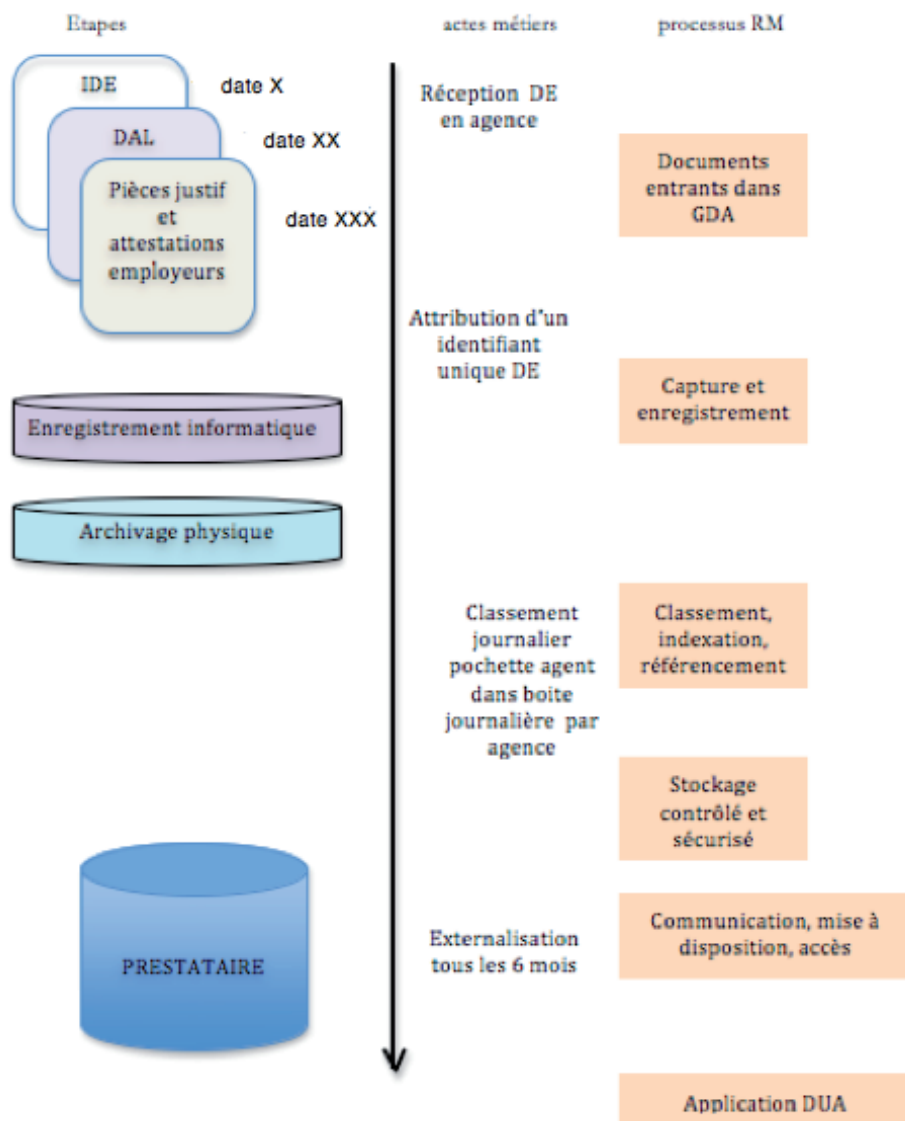 Etapes
actes métiers
processus RM
IDE
date X
DAL
date XX
Pièces justif
et
attestations
employeurs
date XXX
Réception DE
en agence
Documents
entrants dans
GDA
Attribution d'un
identifiant
unique DE
Capture et
enregistrement
Enregistrement informatique
Archivage physique
Classement
journalier
pochette agent
dans boite
journalière par
agence
Classement,
indexation,
référencement
Stockage
contrôlé et
sécurisé
PRESTATAIRE
Externalisation
tous les 6 mois
Communication, mise à
disposition, accès
Application DUA